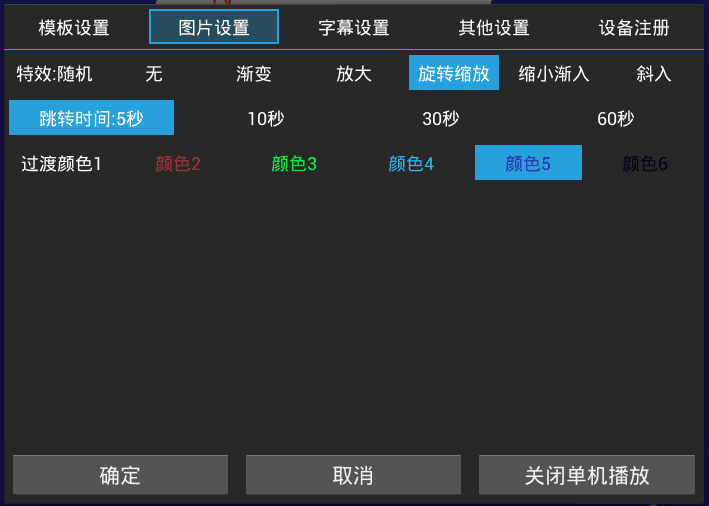 模板设置 图片设置 字幕设置 其他设置 设备注册
特效:随机 无 渐变 放大 旋转缩放 缩小渐入 斜入
跳转时间:5秒 10秒 30秒 60秒
过渡颜色1 颜色2 颜色3 颜色4 颜色5 颜色6
确定 取消 关闭单机播放